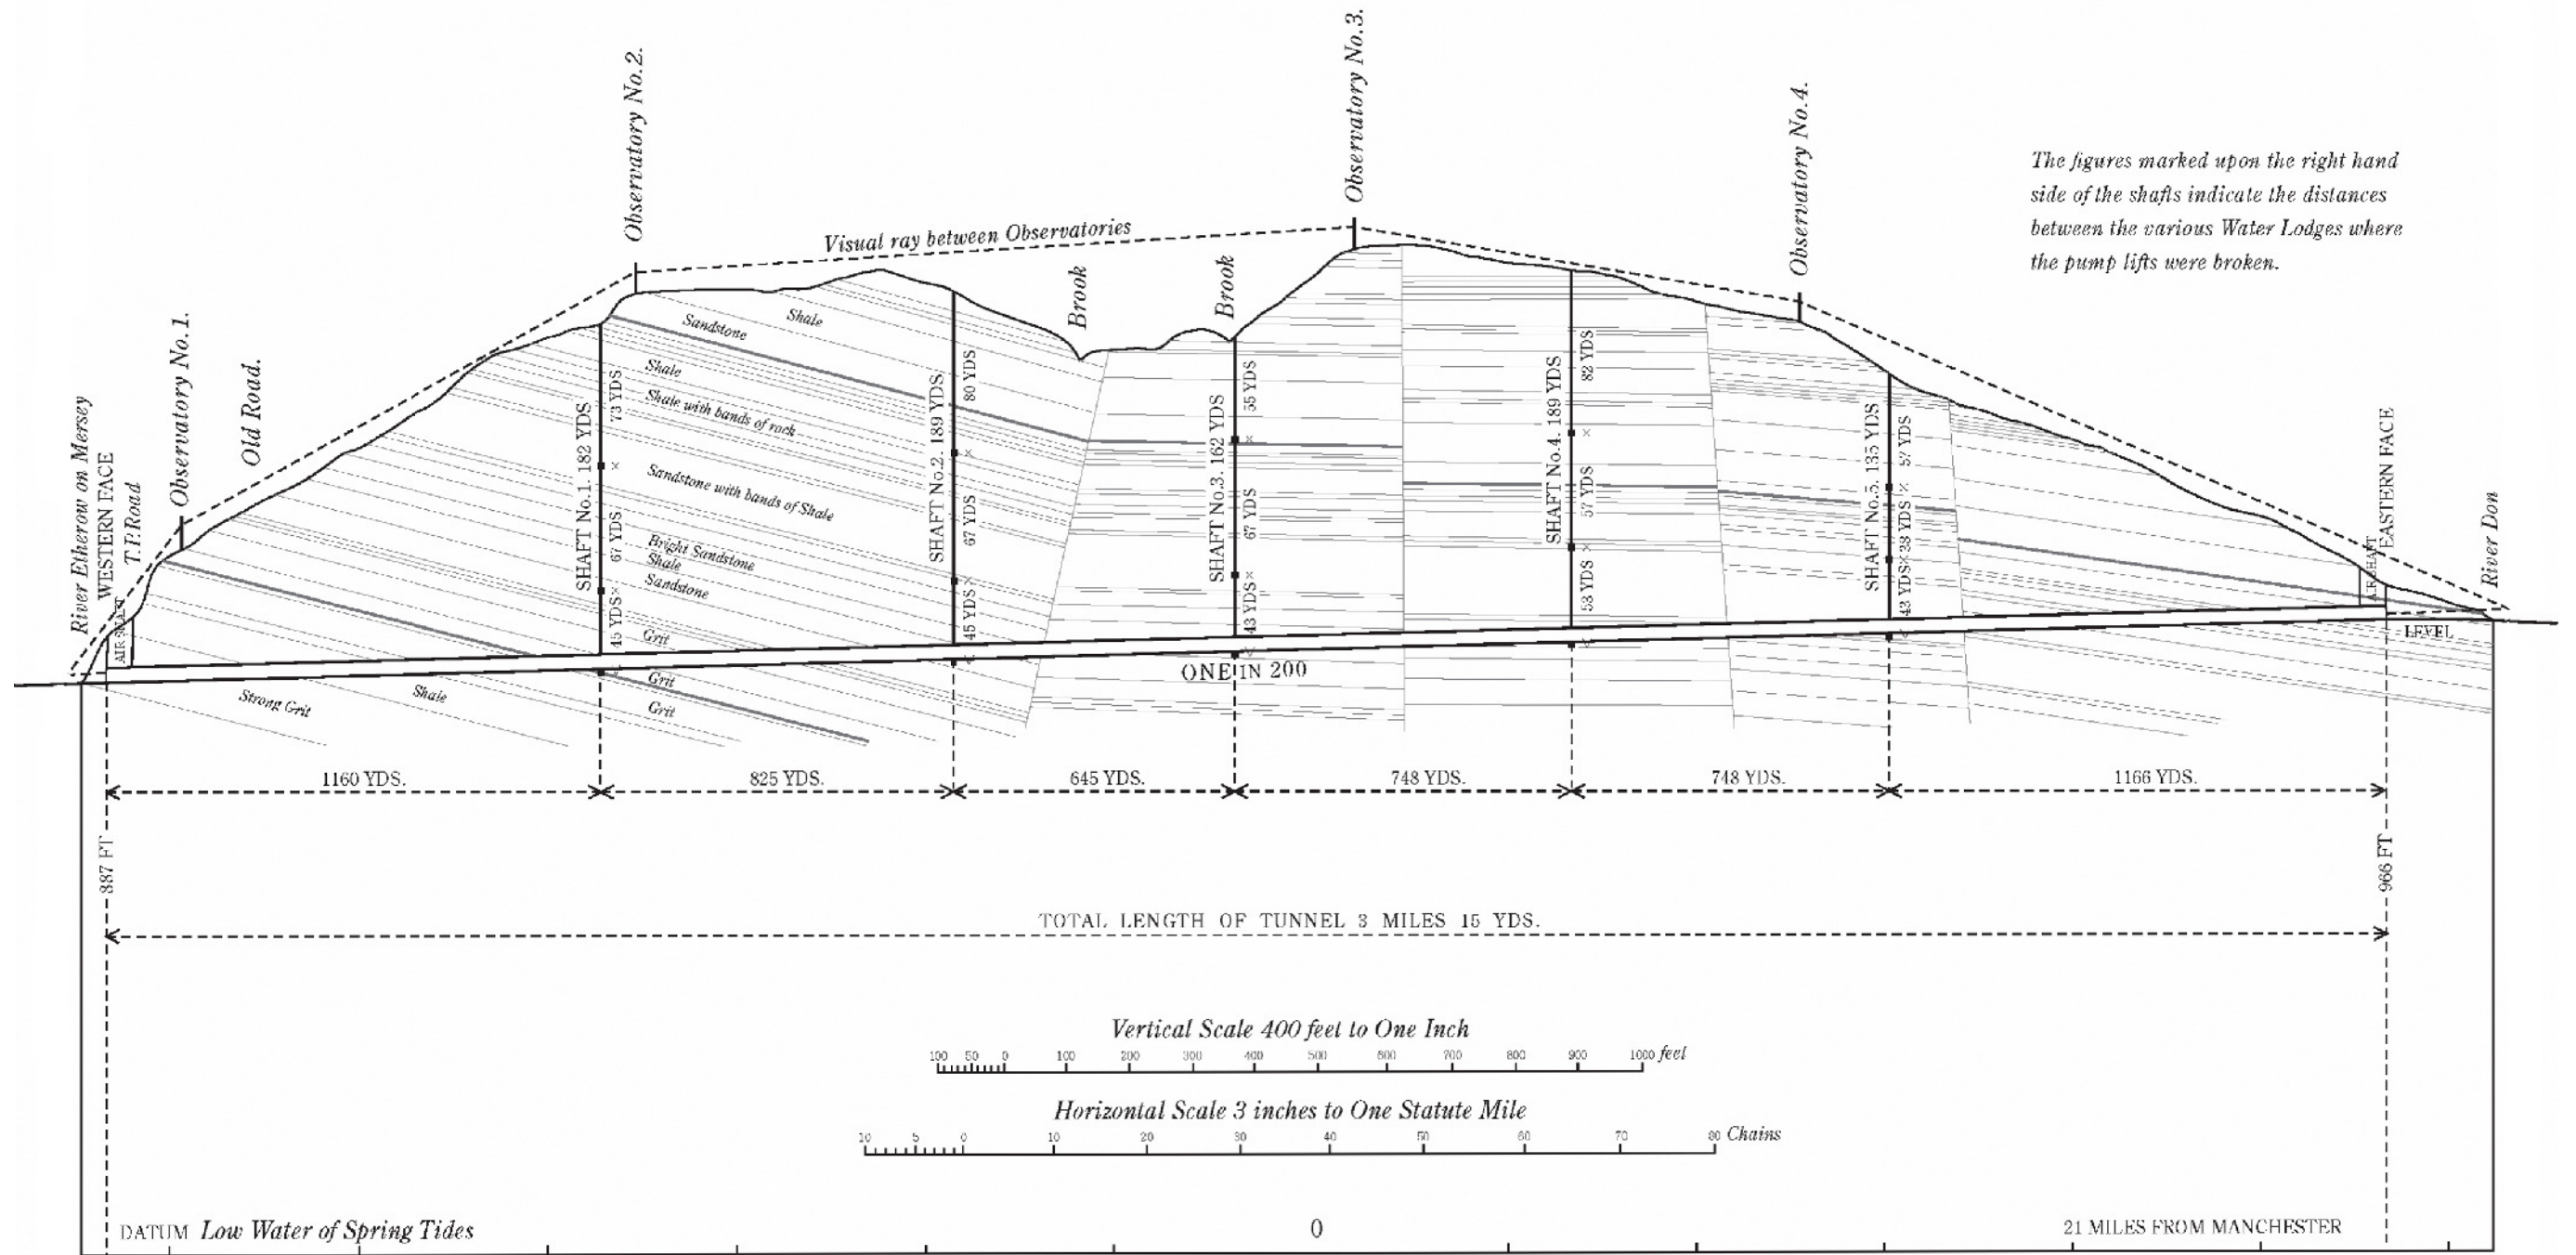 Observatory No.3.
Observatory No.2.
Observatory No.4.
The figures marked upon the right hand
side of the shafts indicate the distances
between the various Water Lodges where
the pump lifts were broken.
Visual ray between Observatories
Brook
Brook
Observatory No.1.
Old Road.
River Etherow on Mersey
WESTERN FACE
T.P.Road
AIR SHAFT
SHAFT No.1. 182 YDS
73 YDS
67 YDS
45 YDS
Sandstone
Shale
Shale
Shale with bands of rock
Sandstone with bands of Shale
Bright Sandstone
Shale
Sandstone
Grit
Grit
Grit
Strong Grit
Shale
SHAFT No.2. 189 YDS
80 YDS
67 YDS
45 YDS
SHAFT No.3. 162 YDS
55 YDS
67 YDS
43 YDS
SHAFT No.4. 189 YDS
82 YDS
57 YDS
53 YDS
SHAFT No.5. 135 YDS
57 YDS
38 YDS
43 YDS
AIR SHAFT
EASTERN FACE
River Don
LEVEL
ONE IN 200
1160 YDS.
825 YDS.
645 YDS.
748 YDS.
748 YDS.
1166 YDS.
887 FT
966 FT
TOTAL LENGTH OF TUNNEL 3 MILES 15 YDS.
Vertical Scale 400 feet to One Inch
100 50 0 100 200 300 400 500 600 700 800 900 1000 feet
Horizontal Scale 3 inches to One Statute Mile
10 5 0 10 20 30 40 50 60 70 80 Chains
DATUM Low Water of Spring Tides
0
21 MILES FROM MANCHESTER